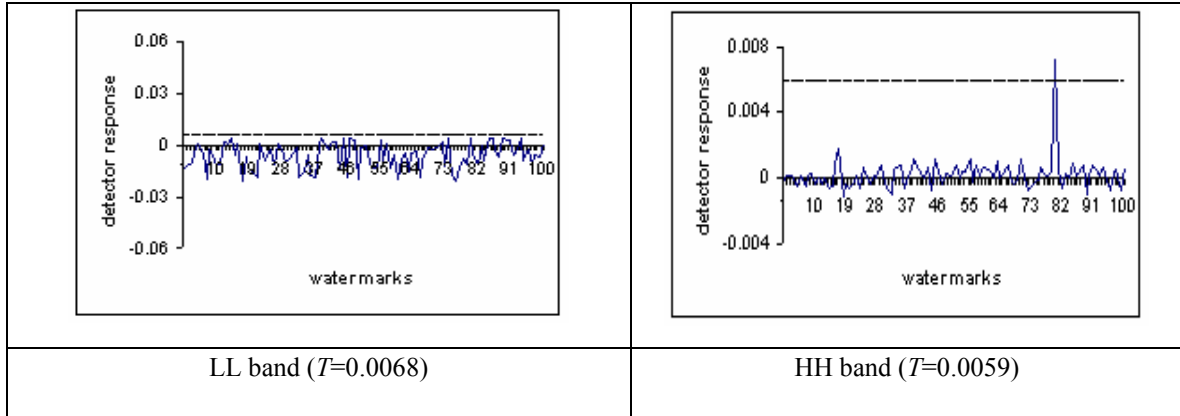 0.06
0.03
0
-0.03
-0.06
detector response
10 19 28 37 46 55 64 73 82 91 100
watermarks
0.008
0.004
0
-0.004
detector response
10 19 28 37 46 55 64 73 82 91 100
watermarks
LL band (T=0.0068)
HH band (T=0.0059)